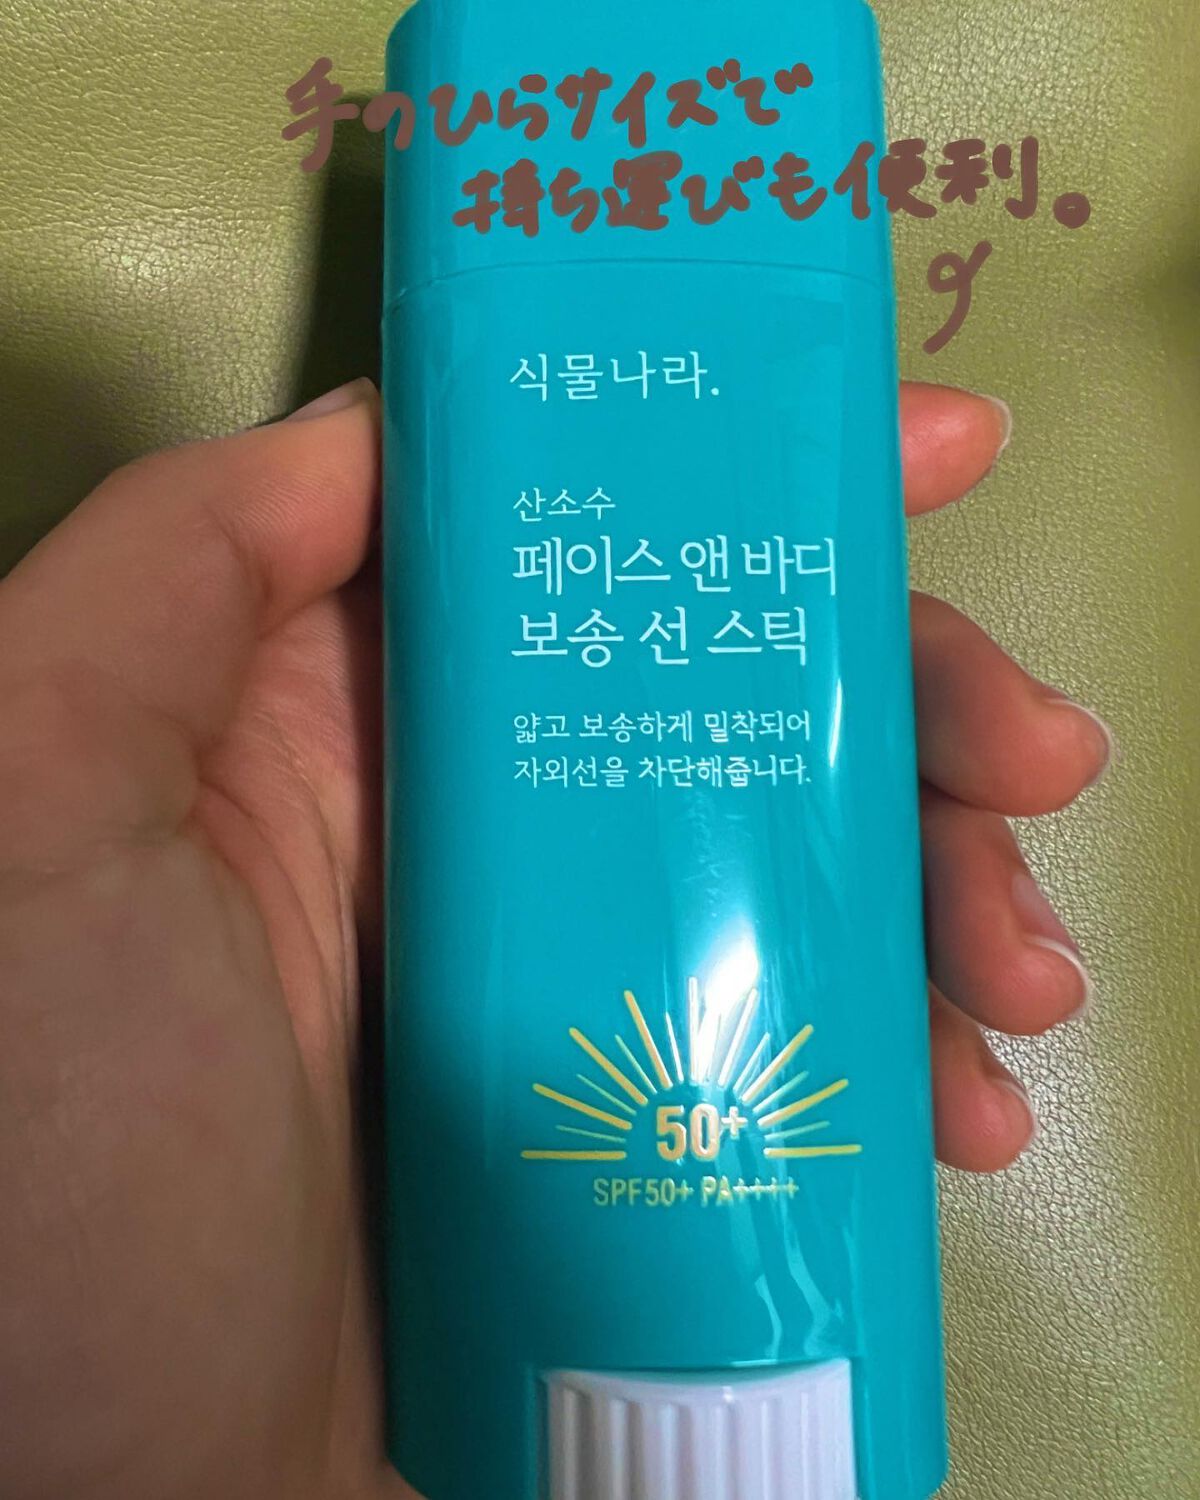 手のひらサイズで
持ち運びも便利。
식물나라.
산소수
페이스 앤 바디
보송 선 스틱
얇고 보송하게 밀착되어
자외선을 차단해줍니다.
50+
SPF50+ PA++++